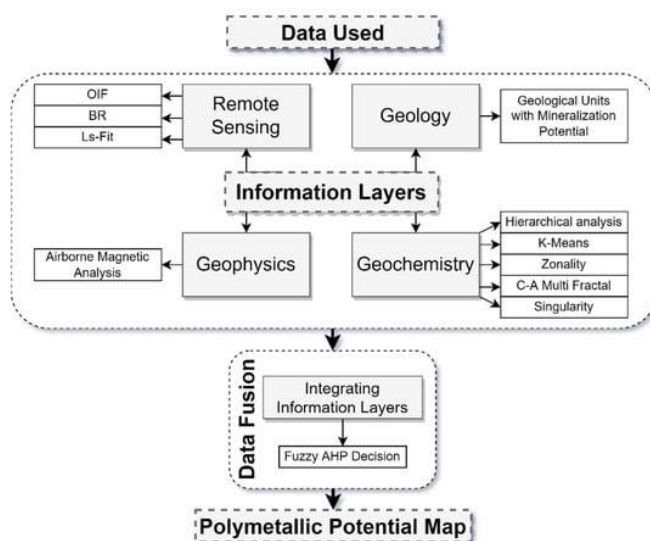 Data Used
OIF
BR
Ls-Fit
Remote
Sensing
Geology
Geological Units
with Mineralization
Potential
Information Layers
Airborne Magnetic
Analysis
Geophysics
Geochemistry
Hierarchical analysis
K-Means
Zonality
C-A Multi Fractal
Singularity
Data Fusion
Integrating
Information Layers
Fuzzy AHP Decision
Polymetallic Potential Map